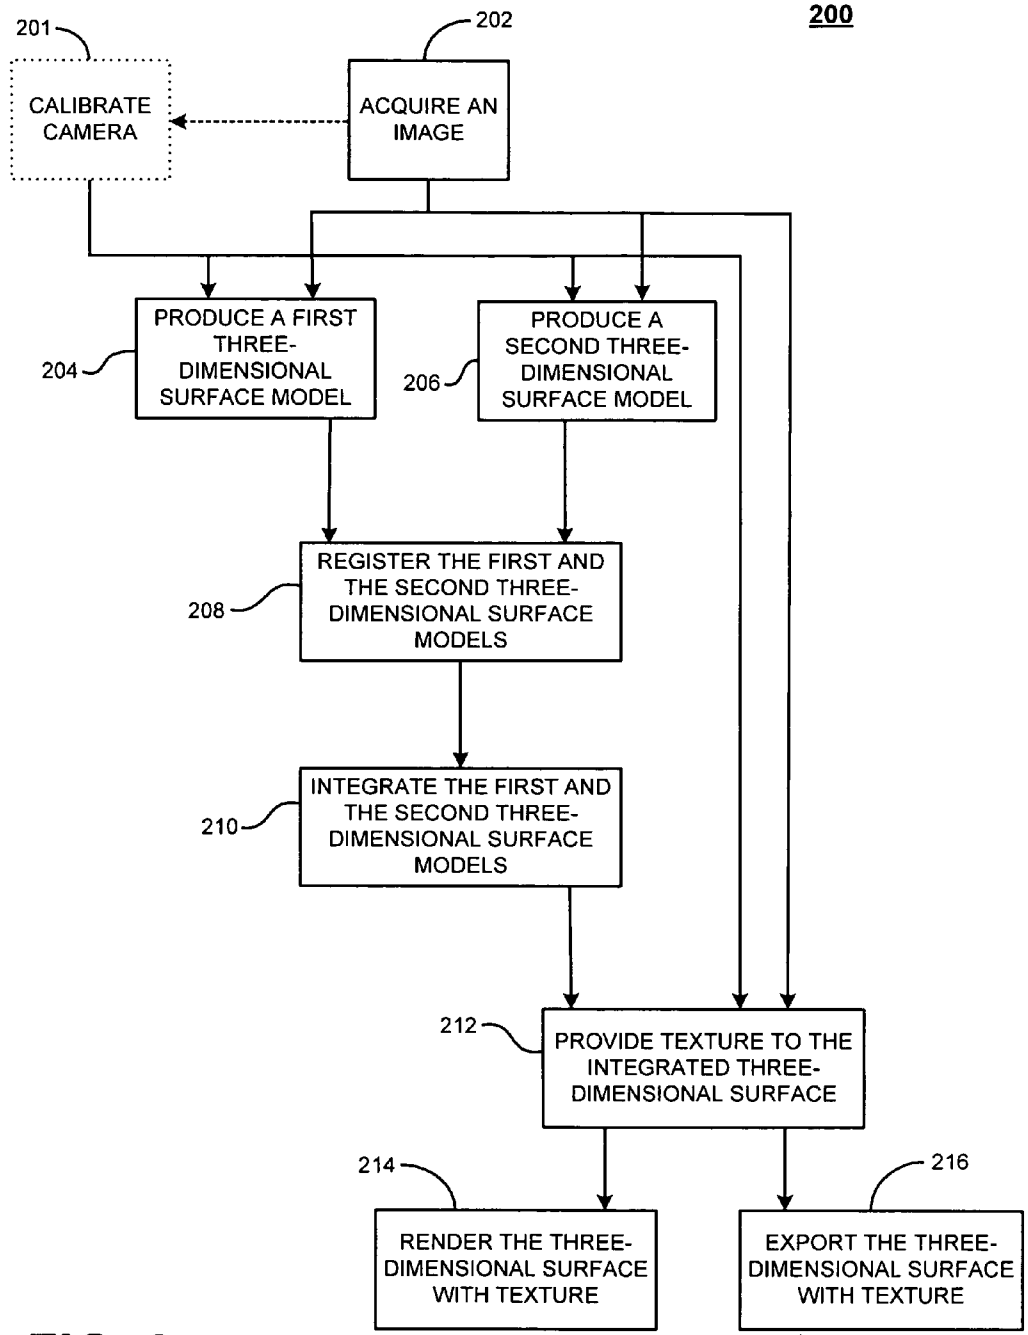 200
201
202
CALIBRATE
CAMERA
ACQUIRE AN
IMAGE
PRODUCE A FIRST
THREE-
DIMENSIONAL
SURFACE MODEL
204
PRODUCE A
SECOND THREE-
DIMENSIONAL
SURFACE MODEL
206
REGISTER THE FIRST AND
THE SECOND THREE-
DIMENSIONAL SURFACE
MODELS
208
INTEGRATE THE FIRST AND
THE SECOND THREE-
DIMENSIONAL SURFACE
MODELS
210
212
PROVIDE TEXTURE TO THE
INTEGRATED THREE-
DIMENSIONAL SURFACE
214
216
RENDER THE THREE-
DIMENSIONAL SURFACE
WITH TEXTURE
EXPORT THE THREE-
DIMENSIONAL SURFACE
WITH TEXTURE